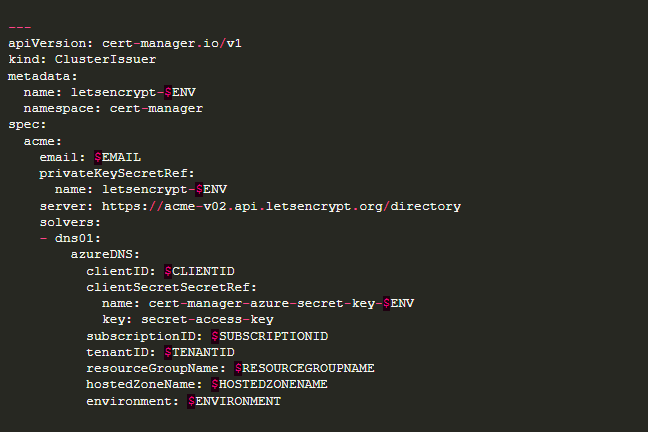 ---
apiVersion: cert-manager.io/v1
kind: ClusterIssuer
metadata:
  name: letsencrypt-$ENV
  namespace: cert-manager
spec:
  acme:
    email: $EMAIL
    privateKeySecretRef:
      name: letsencrypt-$ENV
    server: https://acme-v02.api.letsencrypt.org/directory
    solvers:
    - dns01:
        azureDNS:
          clientID: $CLIENTID
          clientSecretSecretRef:
            name: cert-manager-azure-secret-key-$ENV
            key: secret-access-key
          subscriptionID: $SUBSCRIPTIONID
          tenantID: $TENANTID
          resourceGroupName: $RESOURCEGROUPNAME
          hostedZoneName: $HOSTEDZONENAME
          environment: $ENVIRONMENT